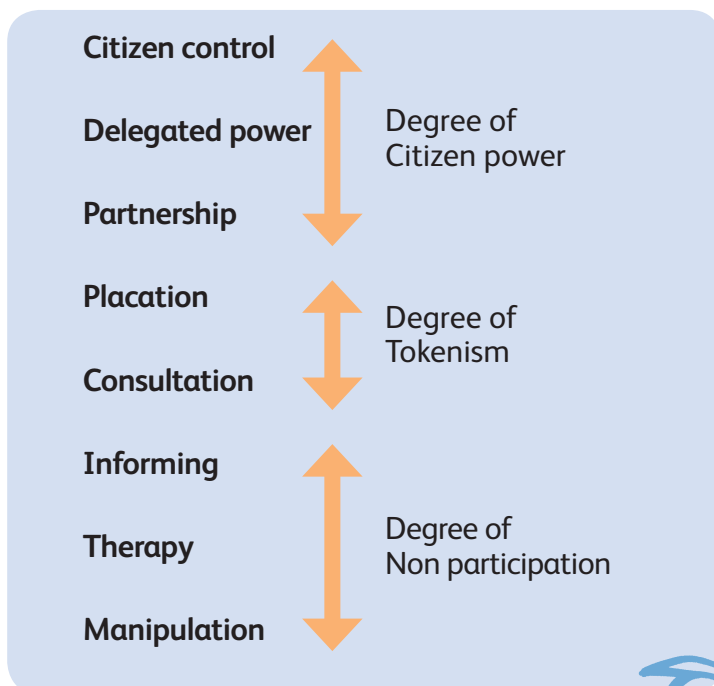 Citizen control
Delegated power
Degree of
Citizen power
Partnership
Placation
Degree of
Tokenism
Consultation
Informing
Therapy
Degree of
Non participation
Manipulation